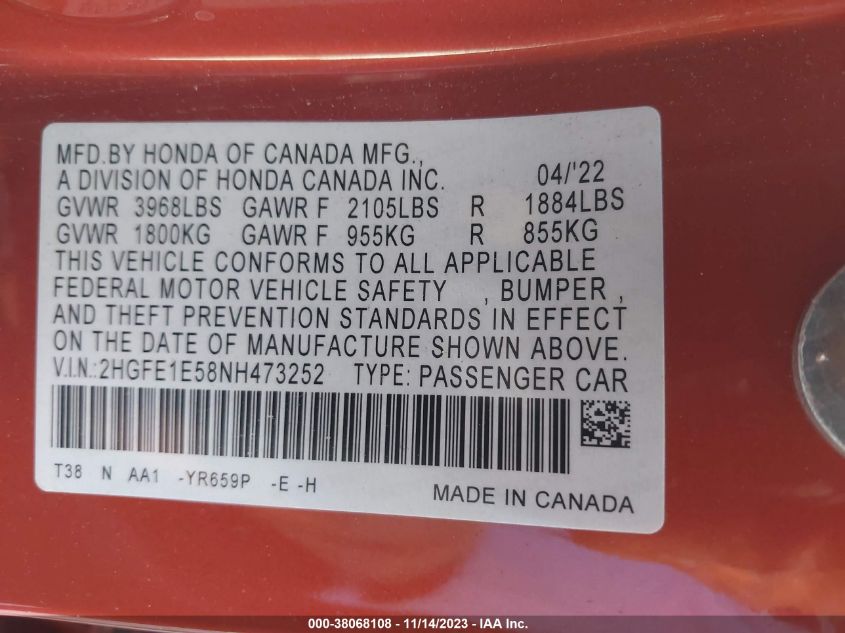 MFD.BY HONDA OF CANADA MFG.,
A DIVISION OF HONDA CANADA INC. 04/'22
GVWR 3968LBS GAWR F 2105LBS R 1884LBS
GVWR 1800KG GAWR F 955KG R 855KG
THIS VEHICLE CONFORMS TO ALL APPLICABLE
FEDERAL MOTOR VEHICLE SAFETY , BUMPER ,
AND THEFT PREVENTION STANDARDS IN EFFECT
ON THE DATE OF MANUFACTURE SHOWN ABOVE.
V.I.N.:2HGFE1E58NH473252 TYPE: PASSENGER CAR
T38 N AA1 -YR659P -E -H
MADE IN CANADA
000-38068108 - 11/14/2023 - IAA Inc.